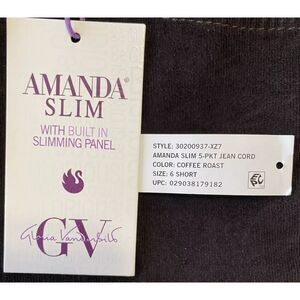 AMANDA®
SLIM
WITH BUILT IN
SLIMMING PANEL
GV
Gloria Vanderbilt
STYLE: 30200937-XZ7
AMANDA SLIM 5-PKT JEAN CORD
COLOR: COFFEE ROAST
SIZE: 6 SHORT
UPC: 029038179182